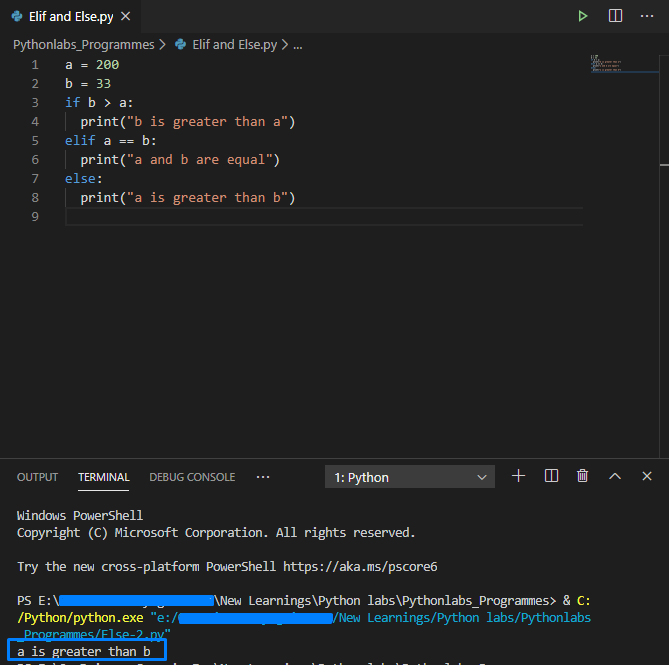 Elif and Else.py
Pythonlabs_Programmes > Elif and Else.py > ...
1 a = 200
2 b = 33
3 if b > a:
4 print("b is greater than a")
5 elif a == b:
6 print("a and b are equal")
7 else:
8 print("a is greater than b")
9
OUTPUT TERMINAL DEBUG CONSOLE ... 1: Python
Windows PowerShell
Copyright (C) Microsoft Corporation. All rights reserved.
Try the new cross-platform PowerShell https://aka.ms/pscore6
PS E:\ \New Learnings\Python labs\Pythonlabs_Programmes> & C:
/Python/python.exe "e:/ /New Learnings/Python labs/Pythonlabs
_Programmes/Else-2.py"
a is greater than b